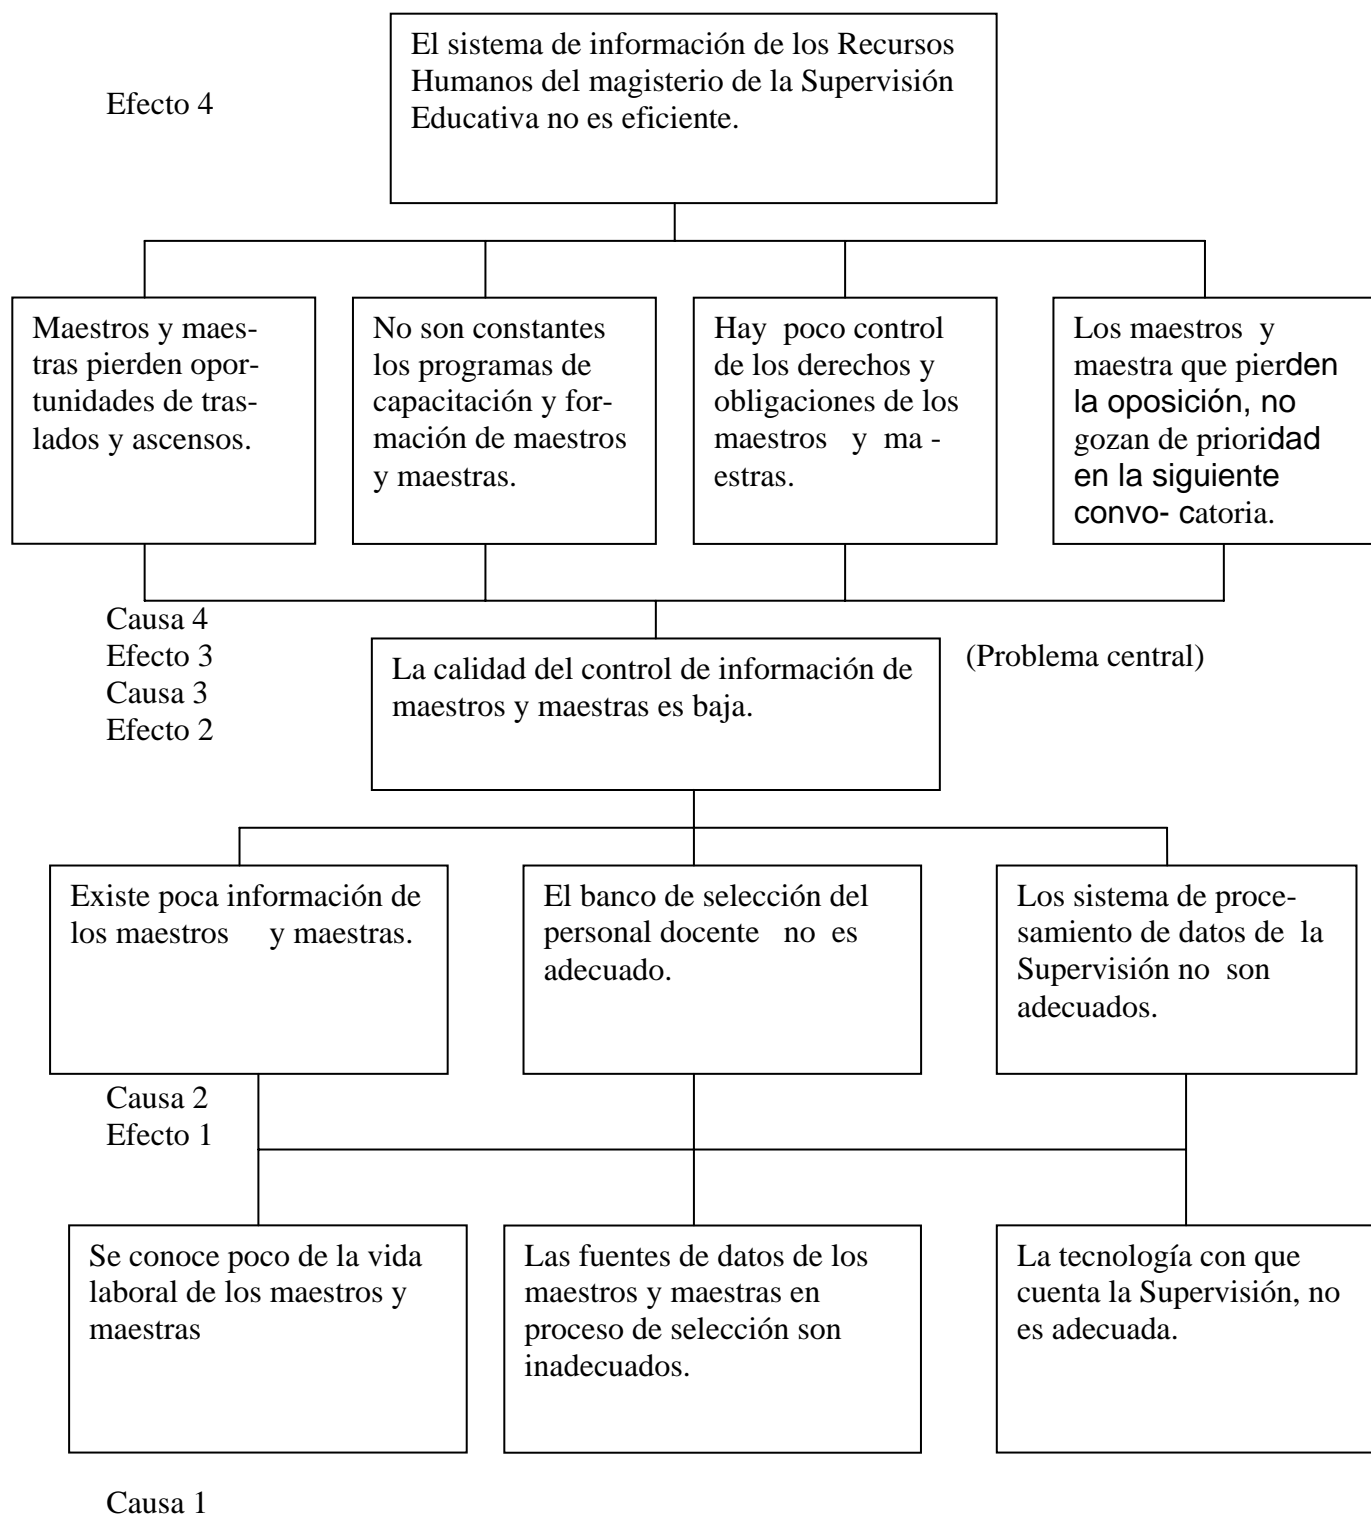 El sistema de información de los Recursos
Humanos del magisterio de la Supervisión
Educativa no es eficiente.
Efecto 4
Maestros y maes-
tras pierden opor-
tunidades de tras-
lados y ascensos.
No son constantes
los programas de
capacitación y for-
mación de maestros
y maestras.
Hay poco control
de los derechos y
obligaciones de los
maestros y ma -
estras.
Los maestros y
maestra que pierden
la oposición, no
gozan de prioridad
en la siguiente
convo- catoria.
Causa 4
Efecto 3
Causa 3
Efecto 2
La calidad del control de información de
maestros y maestras es baja.
(Problema central)
Existe poca información de
los maestros y maestras.
El banco de selección del
personal docente no es
adecuado.
Los sistema de proce-
samiento de datos de la
Supervisión no son
adecuados.
Causa 2
Efecto 1
Se conoce poco de la vida
laboral de los maestros y
maestras
Las fuentes de datos de los
maestros y maestras en
proceso de selección son
inadecuados.
La tecnología con que
cuenta la Supervisión, no
es adecuada.
Causa 1